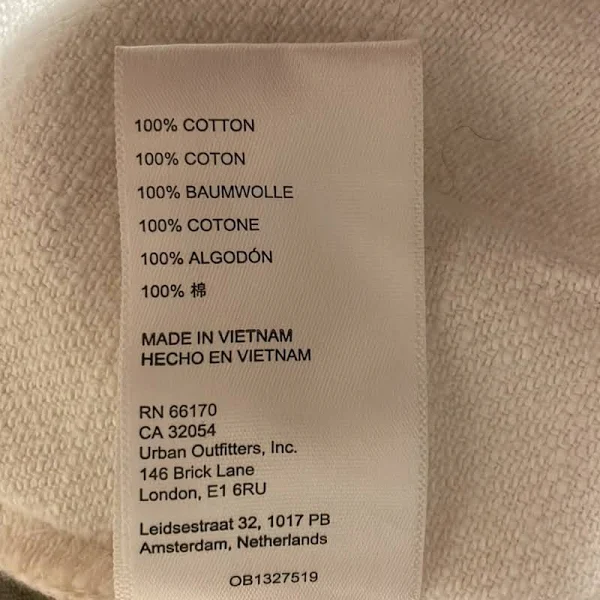 100% COTTON
100% COTON
100% BAUMWOLLE
100% COTONE
100% ALGODÓN
100% 棉
MADE IN VIETNAM
HECHO EN VIETNAM
RN 66170
CA 32054
Urban Outfitters, Inc.
146 Brick Lane
London, E1 6RU
Leidsestraat 32, 1017 PB
Amsterdam, Netherlands
OB1327519